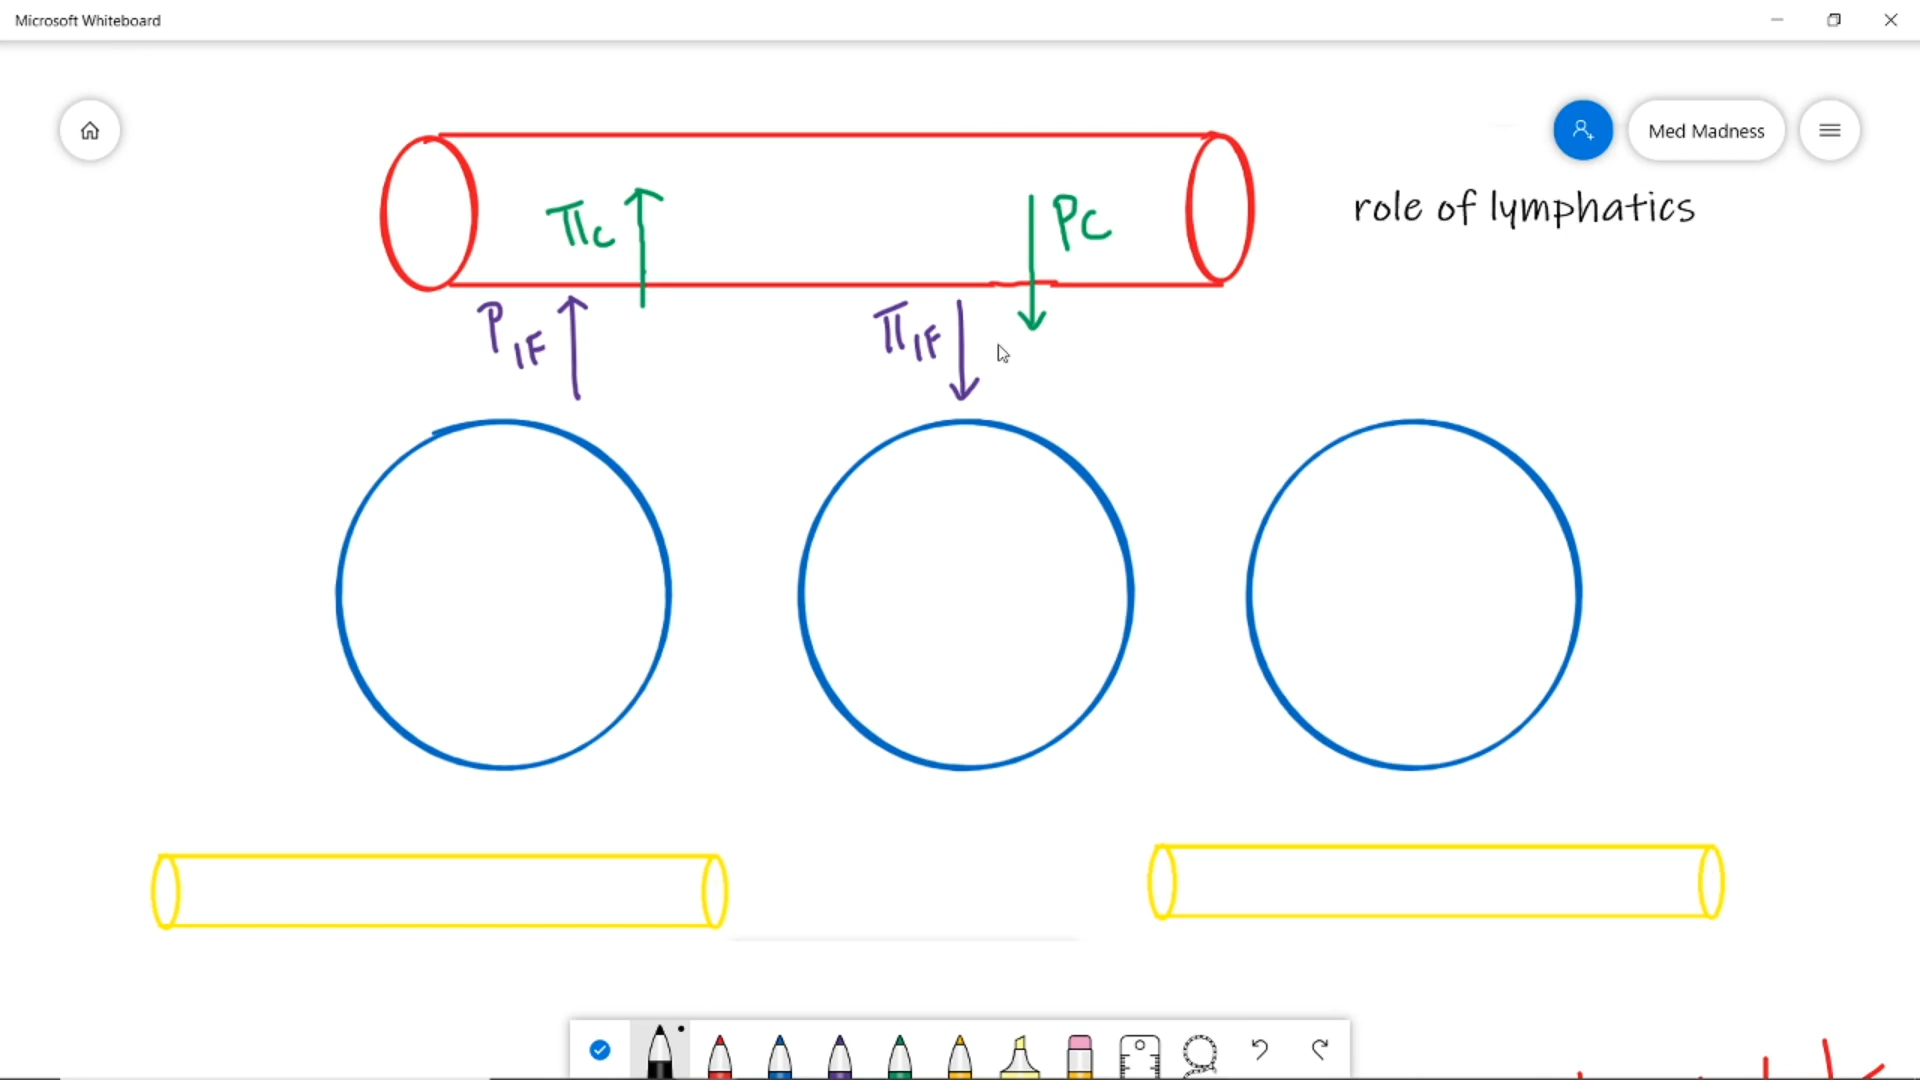 Microsoft Whiteboard
Med Madness
role of lymphatics
πc
Pc
PIF
πIF